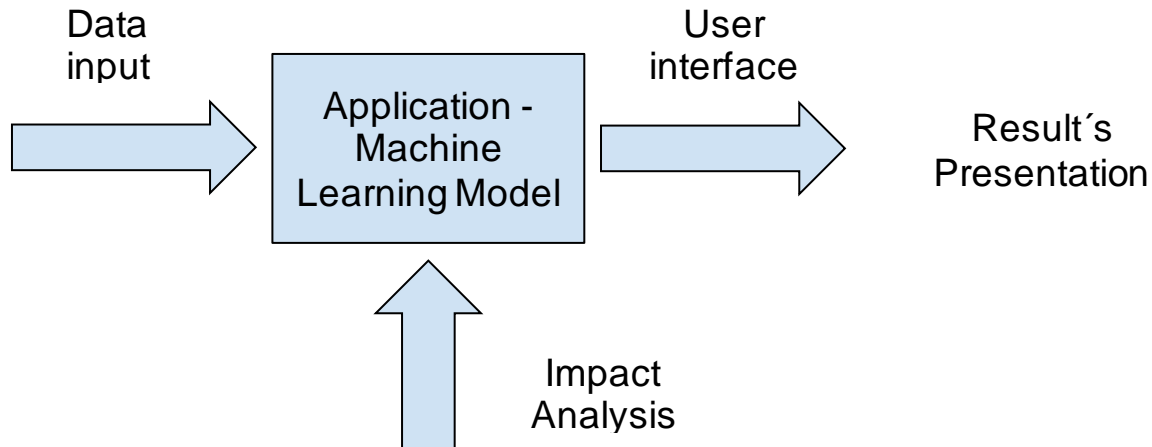 Data
input
User
interface
Application -
Machine
Learning Model
Result´s
Presentation
Impact
Analysis